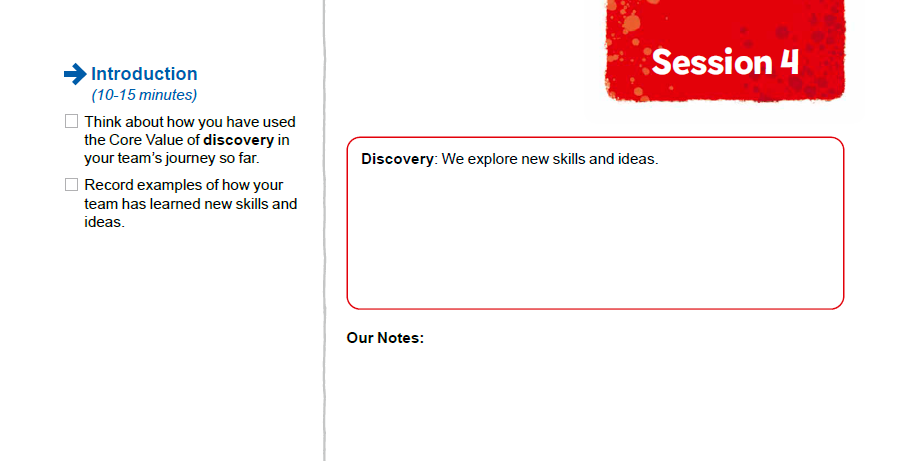 Session 4
Introduction
(10-15 minutes)
Think about how you have used
the Core Value of discovery in
your team's journey so far.
Record examples of how your
team has learned new skills and
ideas.
Discovery: We explore new skills and ideas.
Our Notes: